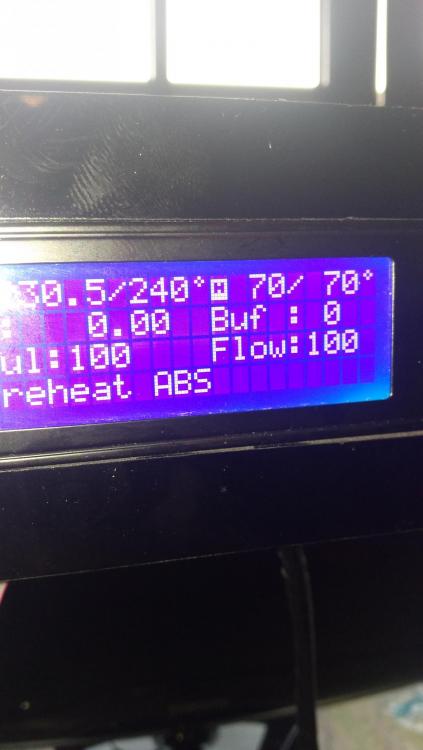 30.5/240° 70/ 70°
: 0.00 Buf : 0
ul:100 Flow:100
reheat ABS